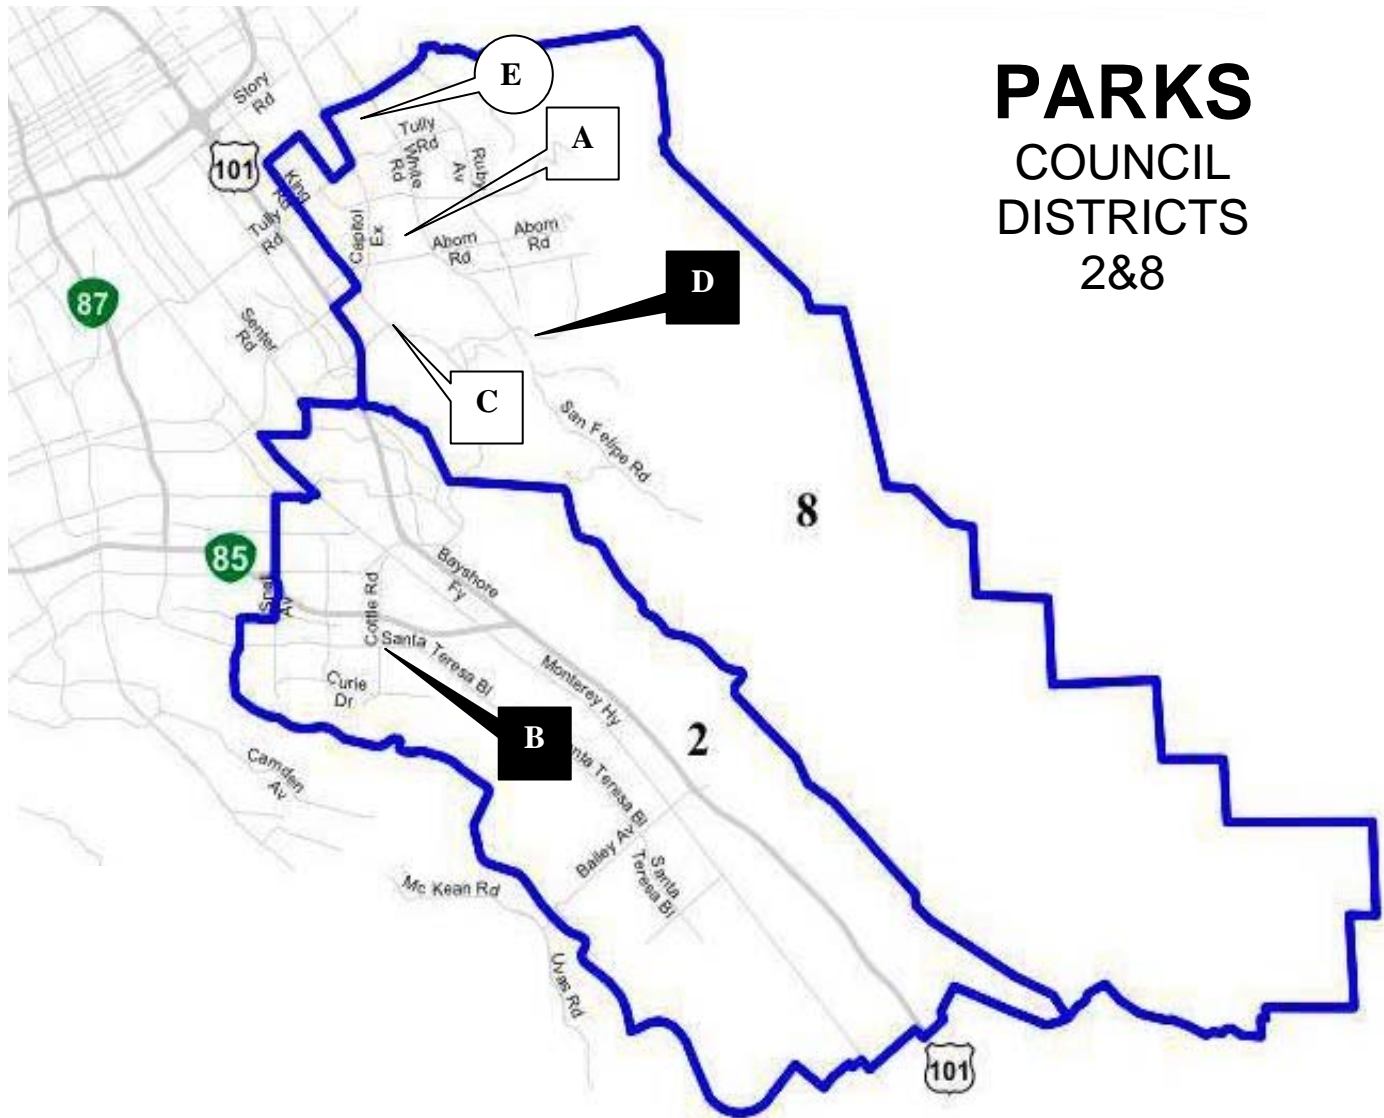 PARKS
COUNCIL
DISTRICTS
2&8
E
A
Story
Rd
101
Tully
Rd
White
Rd
Ruby
Av
King
Rd
Tully
Rd
Capitol
Ex
Aborn
Rd
Aborn
Rd
D
87
Senter
Rd
C
San Felipe Rd
8
85
Snel
Av
Bayshore
Fy
Cottle Rd
Santa Teresa Bl
Curie
Dr
Monterey Hy
2
B
nta Teresa Bl
Camden
Av
Bailey Av
Santa
Teresa Bl
Mc Kean Rd
Uvas Rd
101